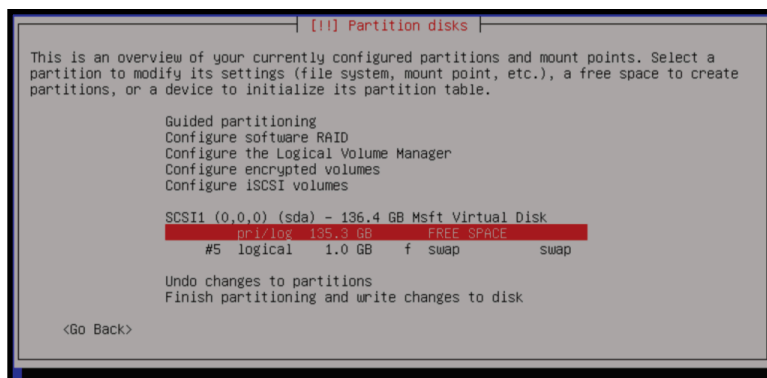 [!!] Partition disks
This is an overview of your currently configured partitions and mount points. Select a
partition to modify its settings (file system, mount point, etc.), a free space to create
partitions, or a device to initialize its partition table.
Guided partitioning
Configure software RAID
Configure the Logical Volume Manager
Configure encrypted volumes
Configure iSCSI volumes
SCSI1 (0,0,0) (sda) - 136.4 GB Msft Virtual Disk
pri/log 135.3 GB FREE SPACE
#5 logical 1.0 GB f swap swap
Undo changes to partitions
Finish partitioning and write changes to disk
<Go Back>